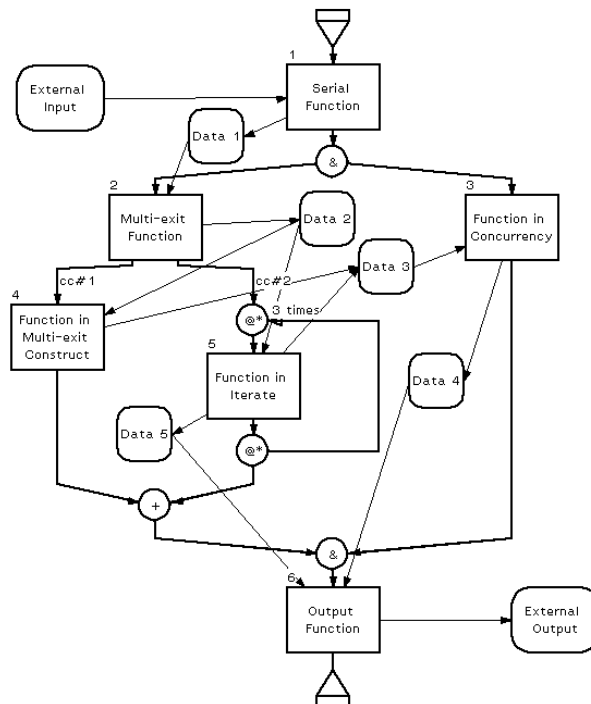 1
External
Input
Serial
Function
Data 1
&
2
Multi-exit
Function
Data 2
3
Function in
Concurrency
Data 3
cc#1
cc#2
4
Function in
Multi-exit
Construct
@*
3 times
5
Function in
Iterate
Data 4
Data 5
@*
+
&
6
Output
Function
External
Output